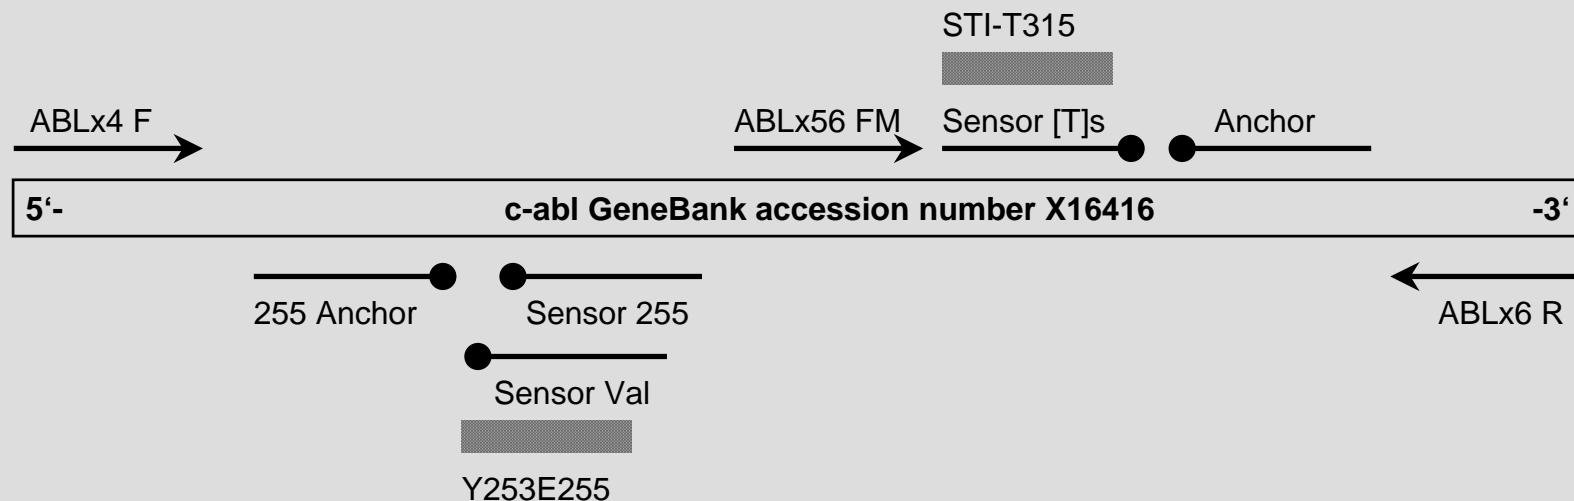 STI-T315
ABLx4 F
ABLx56 FM
Sensor [T]s
Anchor
5‘- c-abl GeneBank accession number X16416 -3‘
255 Anchor
Sensor 255
ABLx6 R
Sensor Val
Y253E255